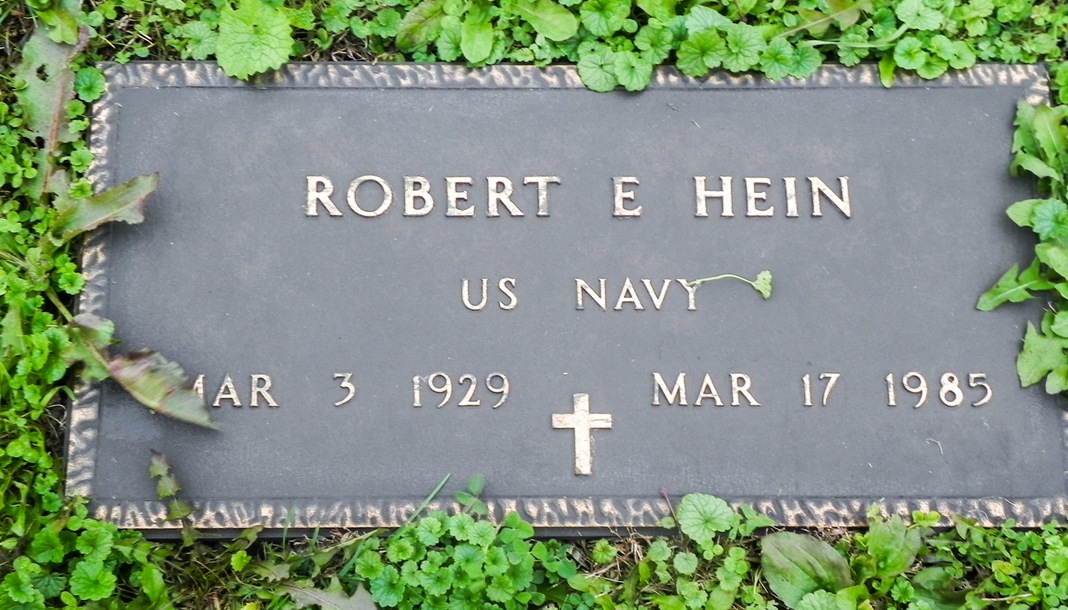 ROBERT E HEIN
US NAVY
MAR 3 1929 MAR 17 1985